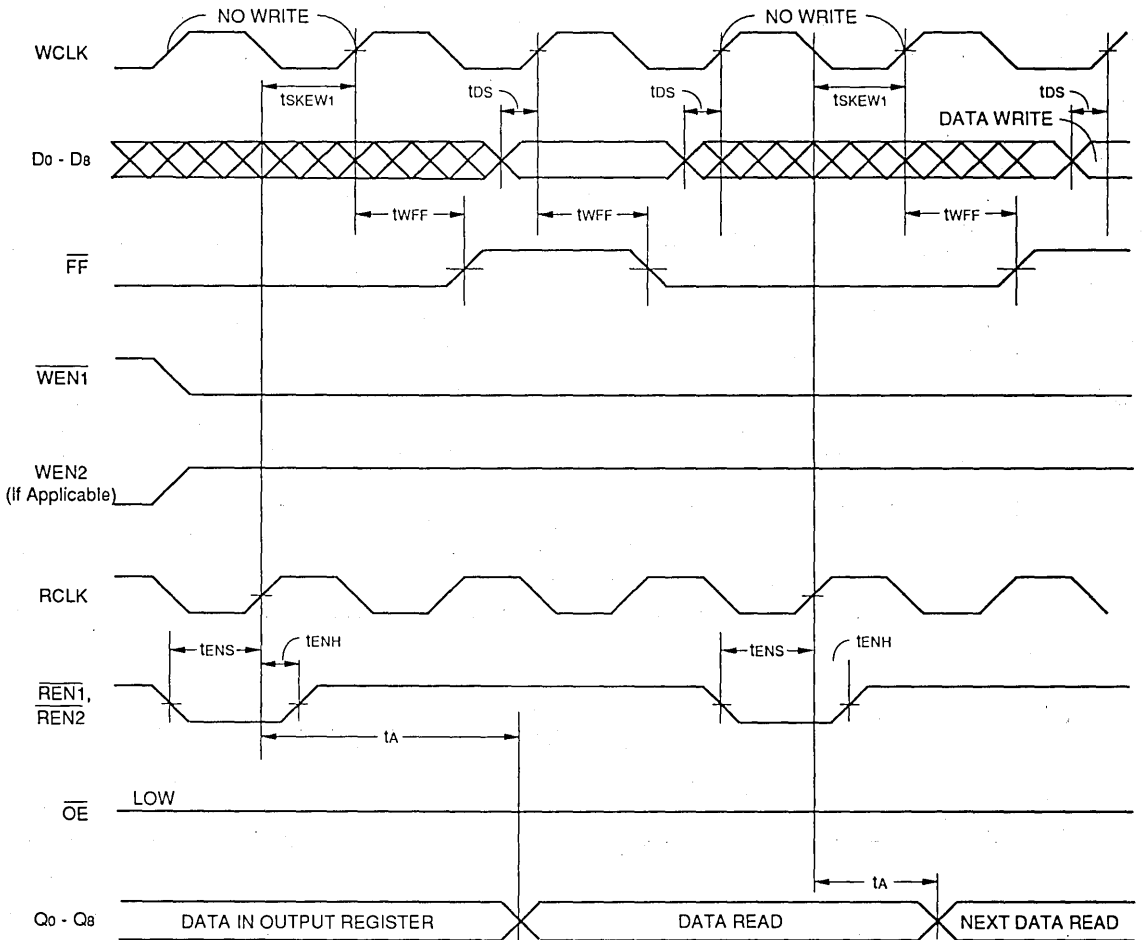 NO WRITE
NO WRITE
WCLK
tSKEW1
tDS
tDS
tSKEW1
tDS
DATA WRITE
D0 - D8
tWFF
tWFF
tWFF
FF
WEN1
WEN2
(If Applicable)
RCLK
tENS
tENH
tENS
tENH
REN1,
REN2
tA
LOW
OE
tA
Q0 - Q8
DATA IN OUTPUT REGISTER
DATA READ
NEXT DATA READ